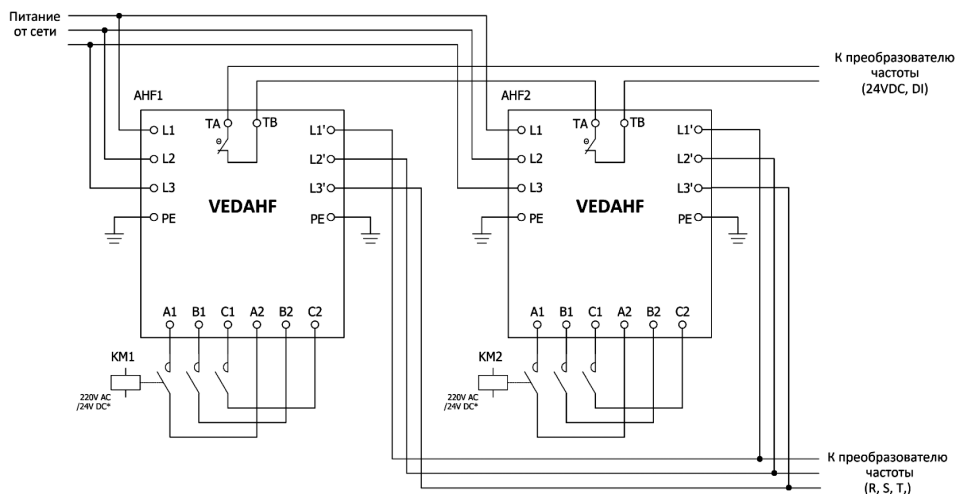 Питание
от сети
К преобразователю
частоты
(24VDC, DI)
AHF1
TA
TB
L1
L1'
L2
L2'
L3
L3'
VEDAHF
PE
PE
A1 B1 C1 A2 B2 C2
KM1
220V AC
/24V DC*
AHF2
TA
TB
L1
L1'
L2
L2'
L3
L3'
VEDAHF
PE
PE
A1 B1 C1 A2 B2 C2
KM2
220V AC
/24V DC*
К преобразователю
частоты
(R, S, T,)